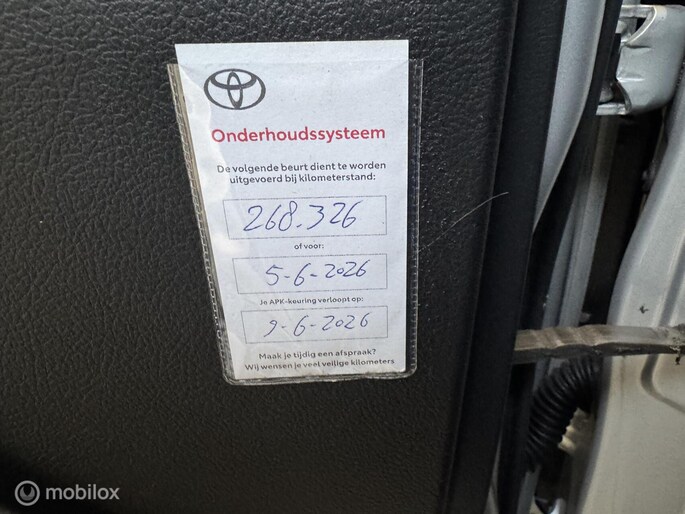 Onderhoudssysteem
De volgende beurt dient te worden
uitgevoerd bij kilometerstand:
268.326
of voor:
5-6-2026
Je APK-keuring verloopt op:
9-6-2026
Maak je tijdig een afspraak?
Wij wensen je veel veilige kilometers
mobilox